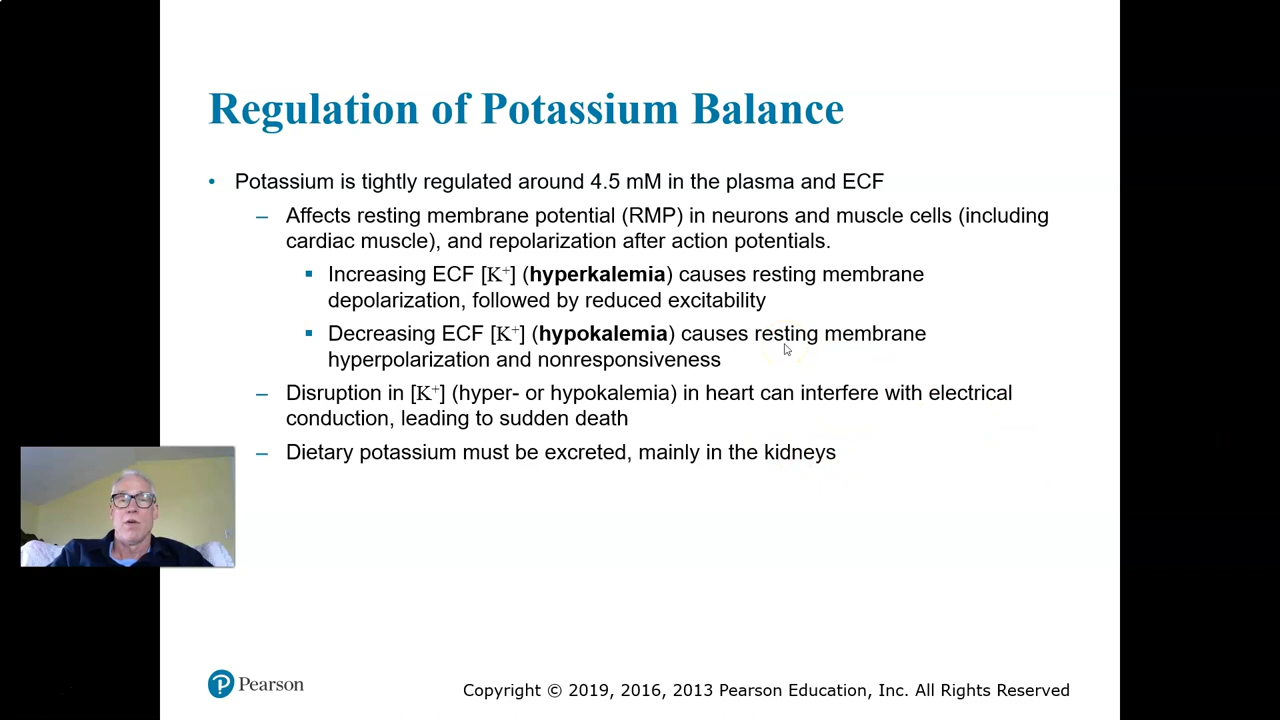 Regulation of Potassium Balance
• Potassium is tightly regulated around 4.5 mM in the plasma and ECF
– Affects resting membrane potential (RMP) in neurons and muscle cells (including
cardiac muscle), and repolarization after action potentials.
▪ Increasing ECF [K⁺] (hyperkalemia) causes resting membrane
depolarization, followed by reduced excitability
▪ Decreasing ECF [K⁺] (hypokalemia) causes resting membrane
hyperpolarization and nonresponsiveness
– Disruption in [K⁺] (hyper- or hypokalemia) in heart can interfere with electrical
conduction, leading to sudden death
– Dietary potassium must be excreted, mainly in the kidneys
P Pearson
Copyright © 2019, 2016, 2013 Pearson Education, Inc. All Rights Reserved